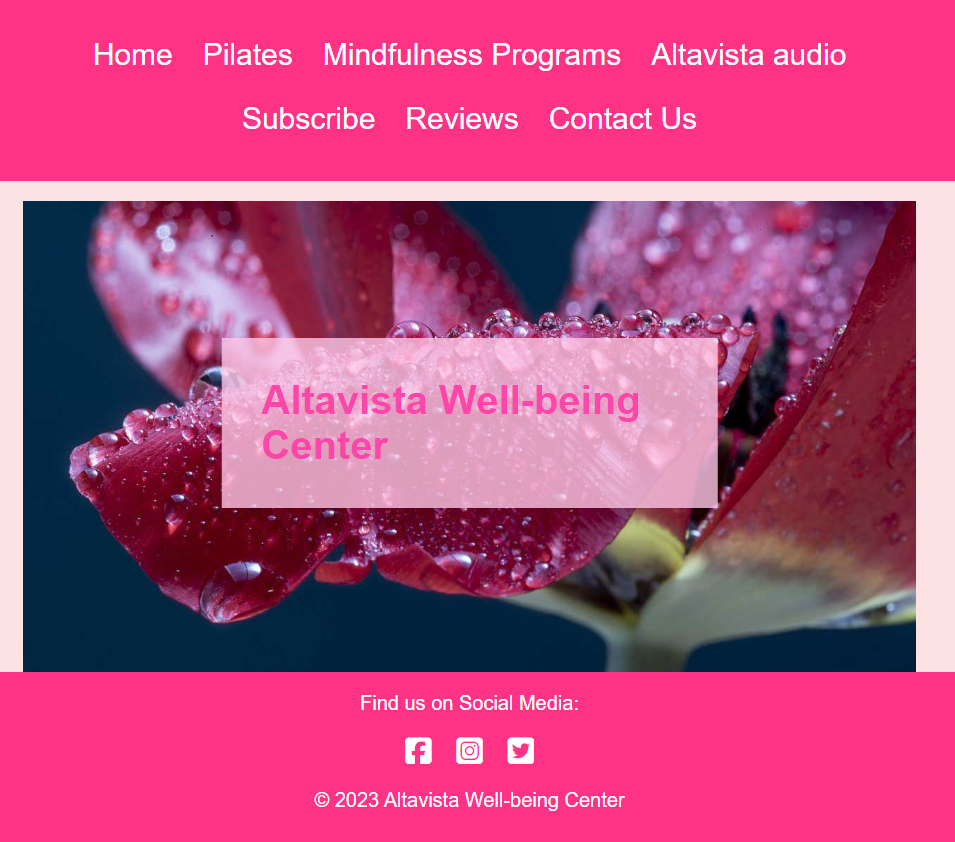 Home Pilates Mindfulness Programs Altavista audio
Subscribe Reviews Contact Us
Altavista Well-being
Center
Find us on Social Media:
© 2023 Altavista Well-being Center